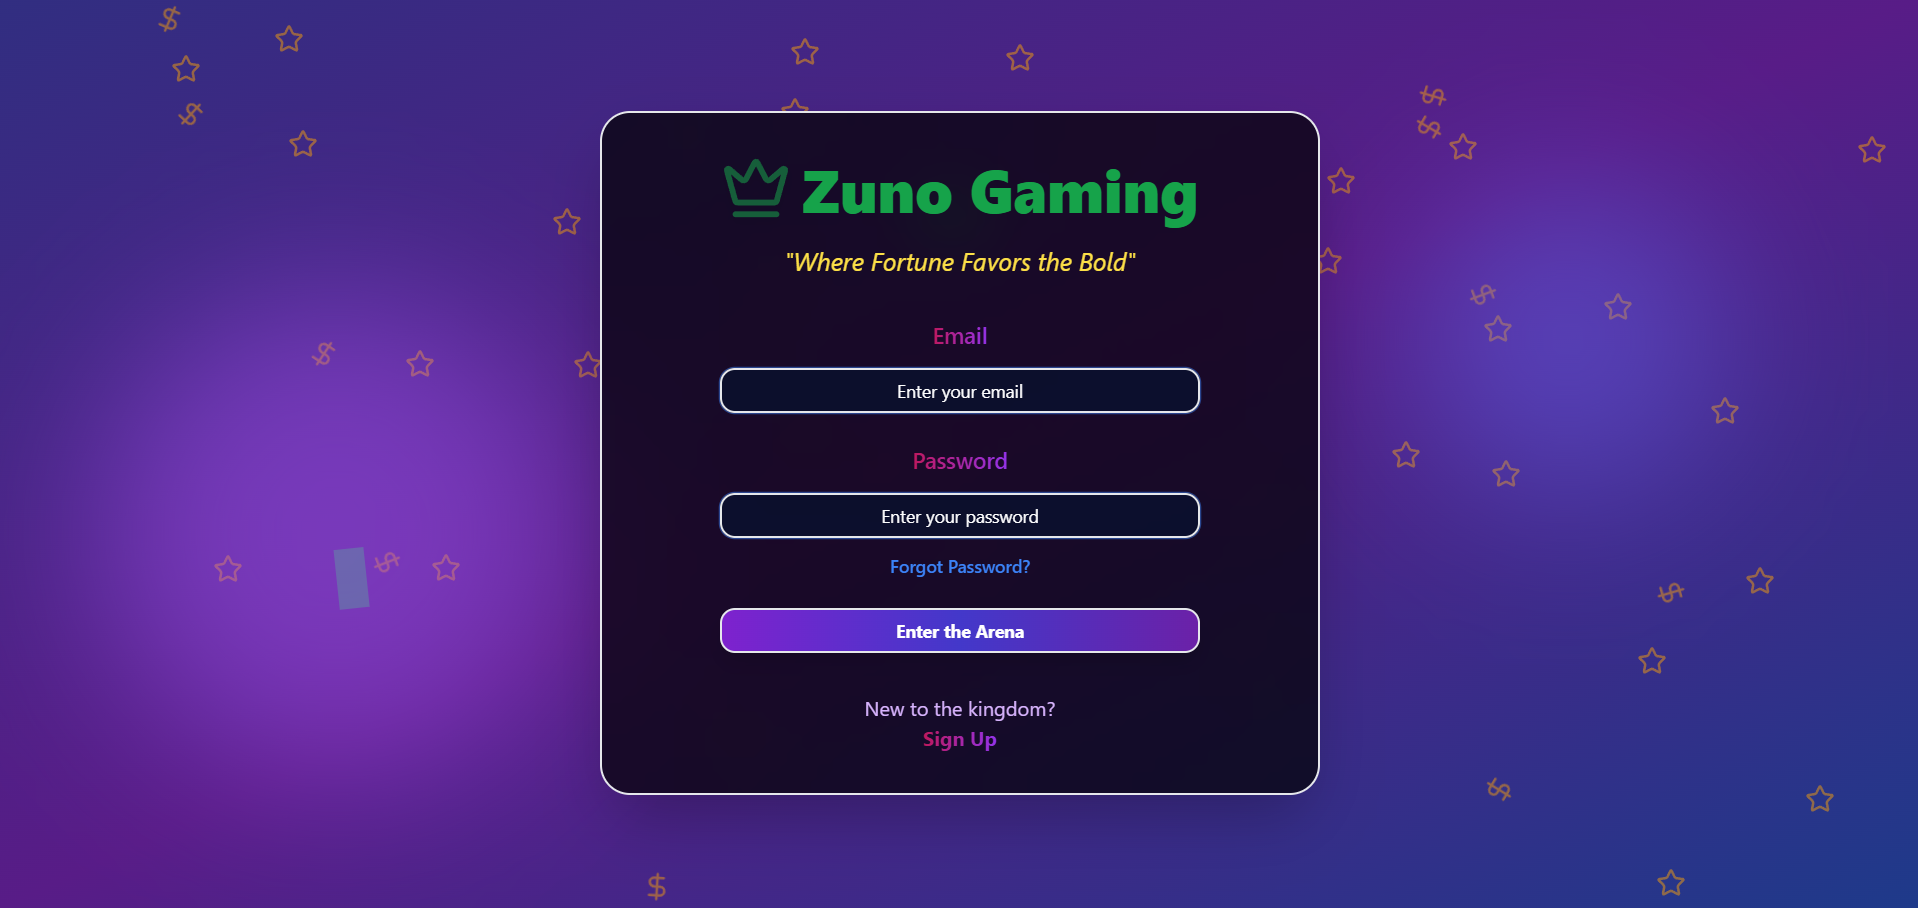 Zuno Gaming
"Where Fortune Favors the Bold"
Email
Enter your email
Password
Enter your password
Forgot Password?
Enter the Arena
New to the kingdom?
Sign Up